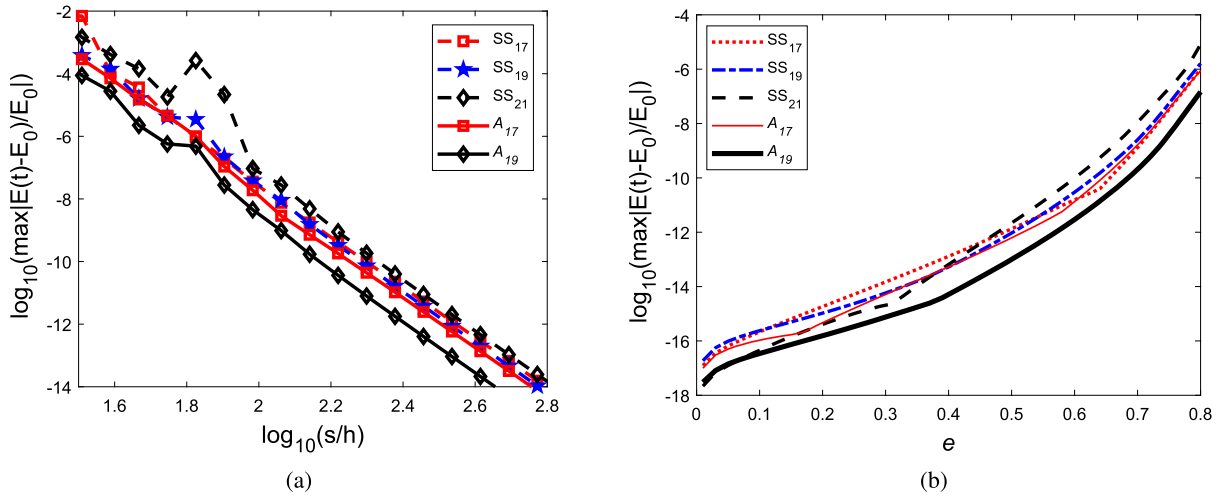 -2
-4
-6
-8
-10
-12
-14
1.6
1.8
2
2.2
2.4
2.6
2.8
log10(max|E(t)-E0)/E0|)
log10(s/h)
SS17
SS19
SS21
A17
A19
(a)
-4
-6
-8
-10
-12
-14
-16
-18
0
0.1
0.2
0.3
0.4
0.5
0.6
0.7
0.8
log10(max|E(t)-E0)/E0|)
e
SS17
SS19
SS21
A17
A19
(b)